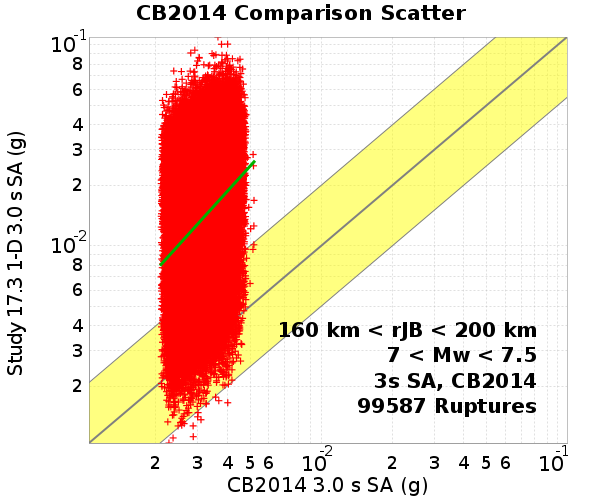 CB2014 Comparison Scatter
Study 17.3 1-D 3.0 s SA (g)
10-1
8
6
4
3
2
10-2
8
6
4
3
2
160 km < rJB < 200 km
7 < Mw < 7.5
3s SA, CB2014
99587 Ruptures
2 3 4 5 6 10-2 2 3 4 5 6 10-1
CB2014 3.0 s SA (g)